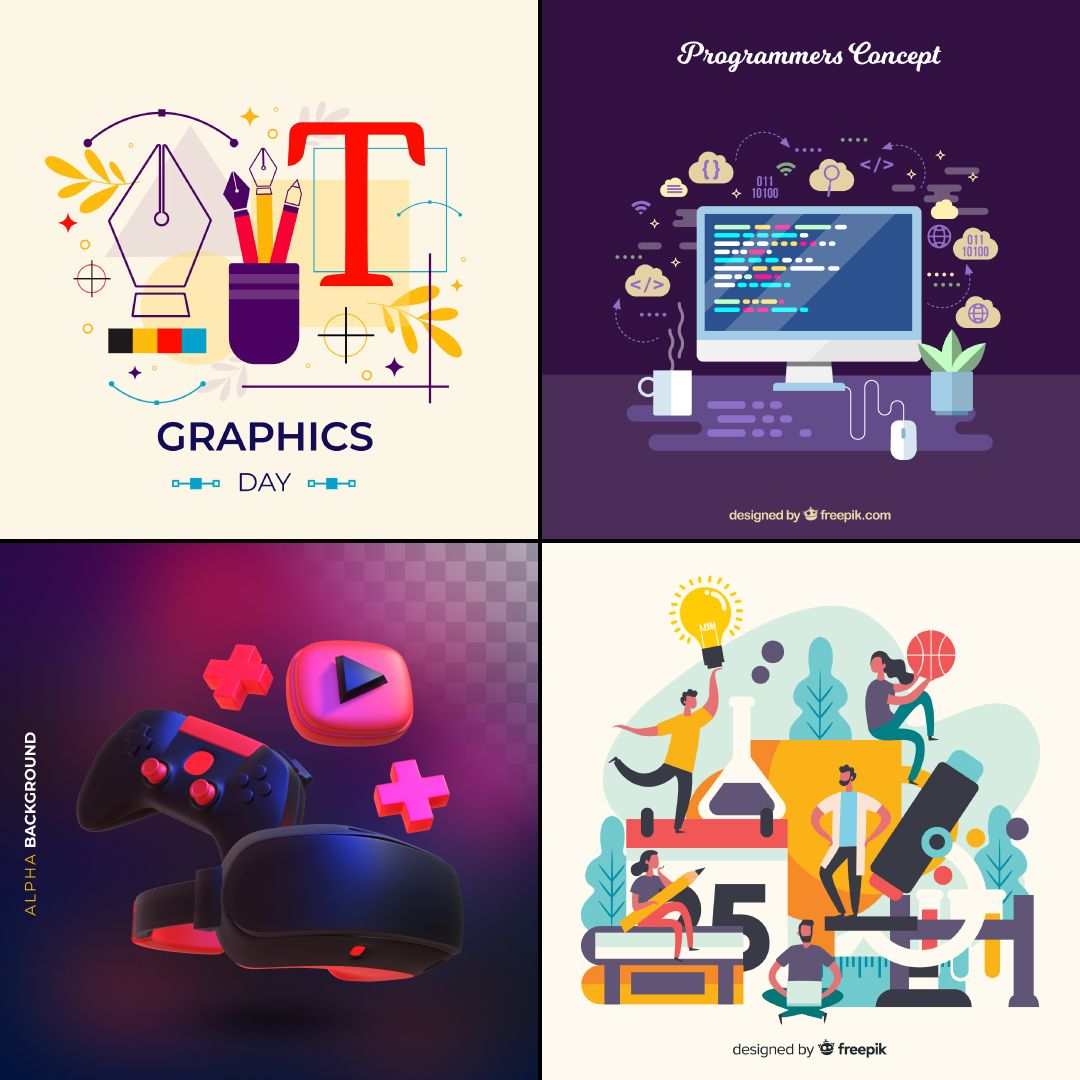 T
GRAPHICS
DAY
Programmers Concept
{}
011
10100
</>
</>
011
10100
designed by freepik.com
ALPHA BACKGROUND
25
designed by freepik